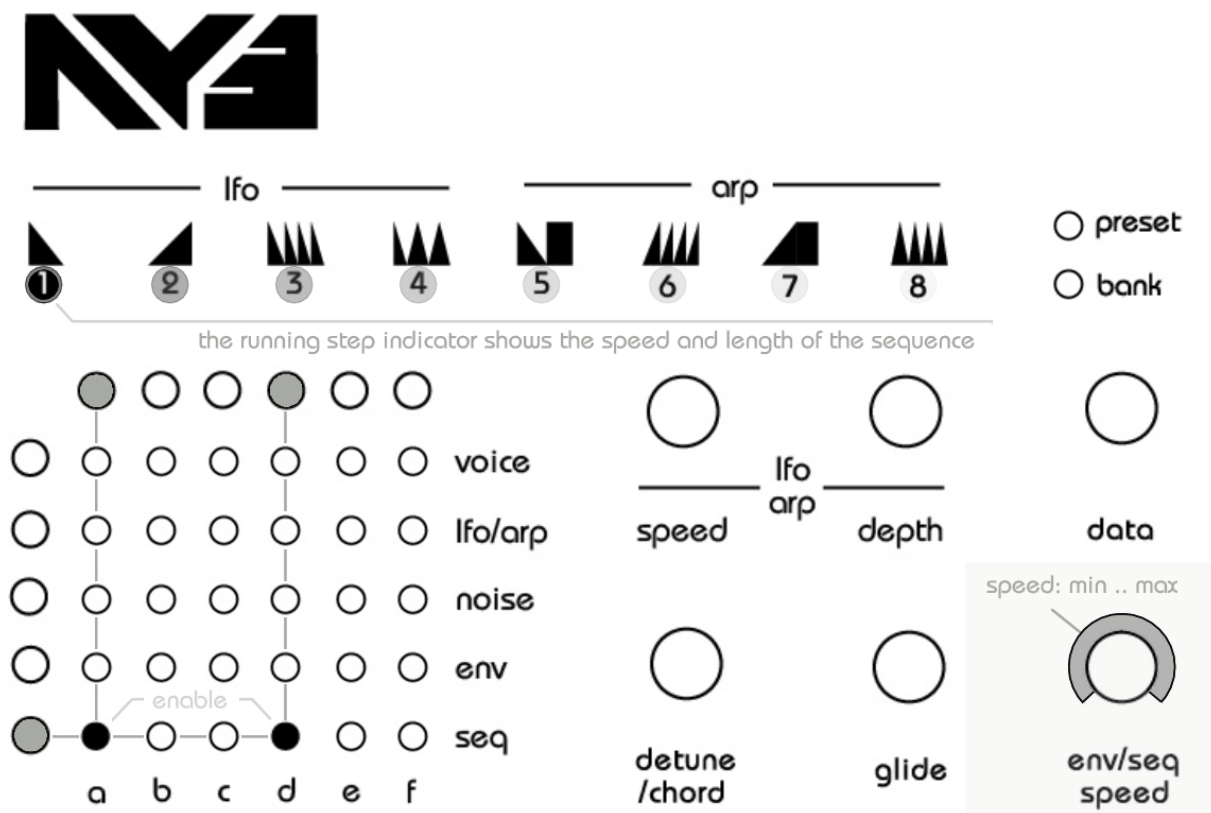 NYE
lfo arp
preset
1 2 3 4 5 6 7 8
bank
the running step indicator shows the speed and length of the sequence
voice
lfo
arp
lfo/arp
speed depth data
noise
speed: min .. max
env
enable
seq
detune
/chord
glide
env/seq
speed
a b c d e f